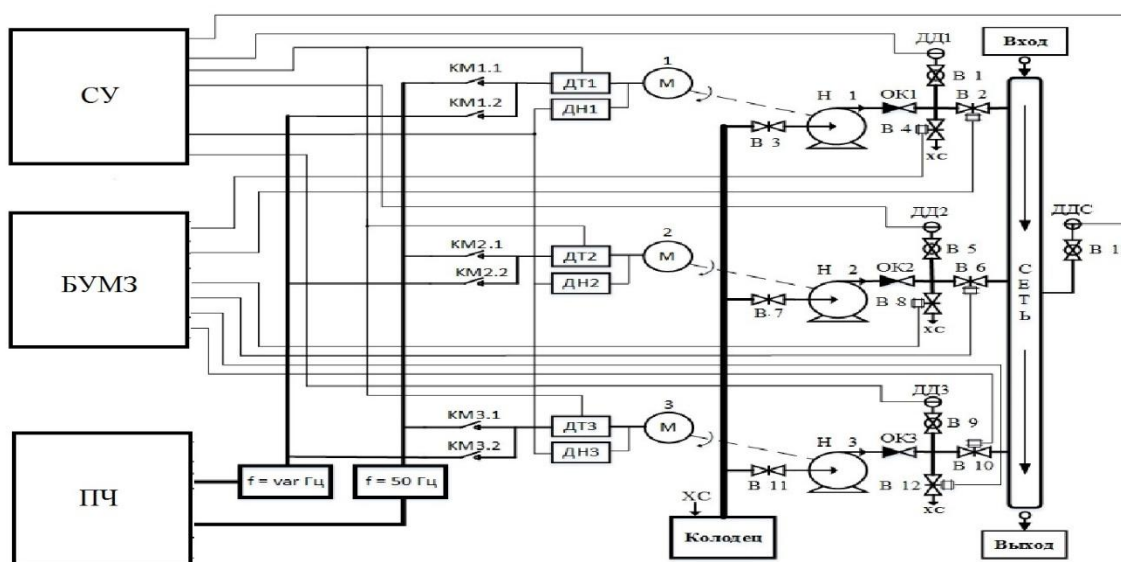 СУ
БУМЗ
ПЧ
f = var Гц
f = 50 Гц
КМ1.1
КМ1.2
ДТ1
ДН1
1
М
Н 1
ОК1
ДД1
В 1
В 2
В 3
В 4
ХС
Вход
КМ2.1
КМ2.2
ДТ2
ДН2
2
М
Н 2
ОК2
ДД2
В 5
В 6
В 7
В 8
ХС
СЕТЬ
ДДС
В 1
КМ3.1
КМ3.2
ДТ3
ДН3
3
М
Н 3
ОК3
ДД3
В 9
В 10
В 11
В 12
ХС
ХС
Колодец
Выход